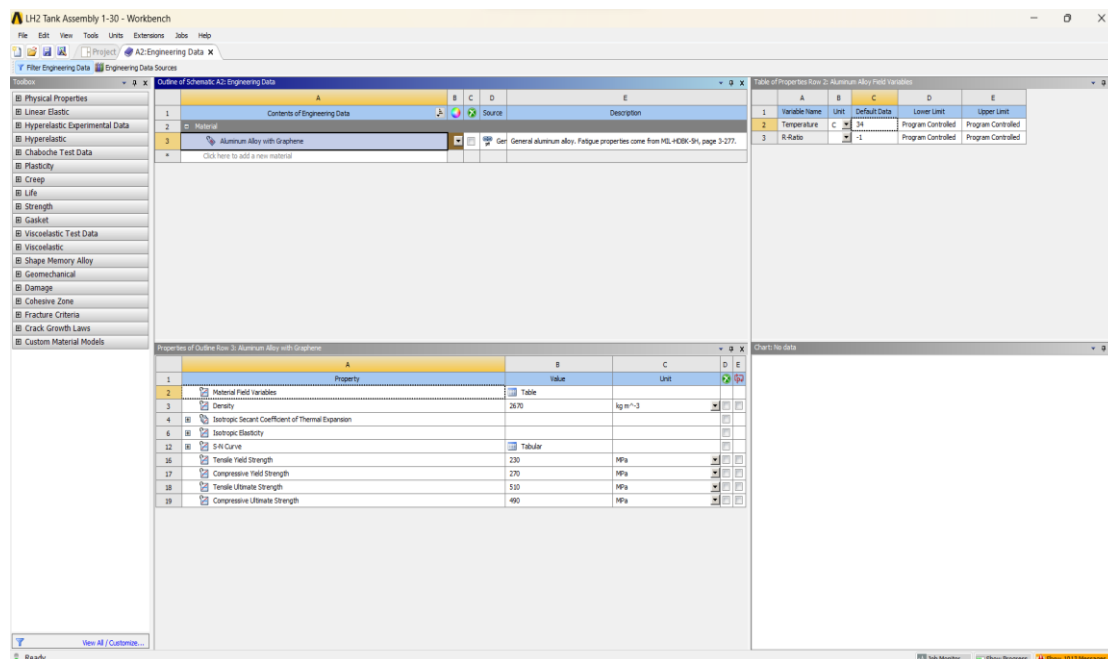 LH2 Tank Assembly 1-30 - Workbench
File Edit View Tools Units Extensions Jobs Help
Project A2:Engineering Data X
Filter Engineering Data Engineering Data Sources
Toolbox
Physical Properties
Linear Elastic
Hyperelastic Experimental Data
Hyperelastic
Chaboche Test Data
Plasticity
Creep
Life
Strength
Gasket
Viscoelastic Test Data
Viscoelastic
Shape Memory Alloy
Geomechanical
Damage
Cohesive Zone
Fracture Criteria
Crack Growth Laws
Custom Material Models
View All / Customize...
Outline of Schematic A2: Engineering Data
A B C D E
1 Contents of Engineering Data Source Description
2 Material
3 Aluminum Alloy with Graphene Ger General aluminum alloy. Fatigue properties come from MIL-HDBK-5H, page 3-277.
* Click here to add a new material
Table of Properties Row 2: Aluminum Alloy Field Variables
A B C D E
1 Variable Name Unit Default Data Lower Limit Upper Limit
2 Temperature C 34 Program Controlled Program Controlled
3 R-Ratio -1 Program Controlled Program Controlled
Properties of Outline Row 3: Aluminum Alloy with Graphene
A B C D E
1 Property Value Unit
2 Material Field Variables Table
3 Density 2670 kg m^-3
4 Isotropic Secant Coefficient of Thermal Expansion
6 Isotropic Elasticity
12 S-N Curve Tabular
16 Tensile Yield Strength 230 MPa
17 Compressive Yield Strength 270 MPa
18 Tensile Ultimate Strength 510 MPa
19 Compressive Ultimate Strength 490 MPa
Chart: No data
Ready
Job Monitor... Show Progress